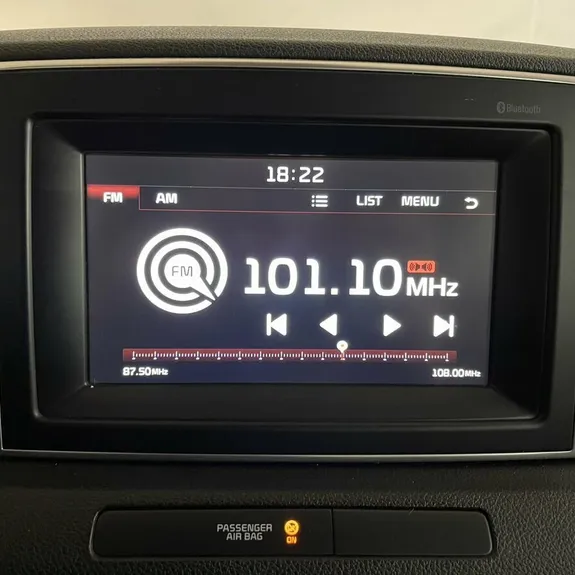 Bluetooth
18:22
FM AM LIST MENU
FM 101.10 MHz
87.50MHz 108.00MHz
PASSENGER
AIR BAG ON